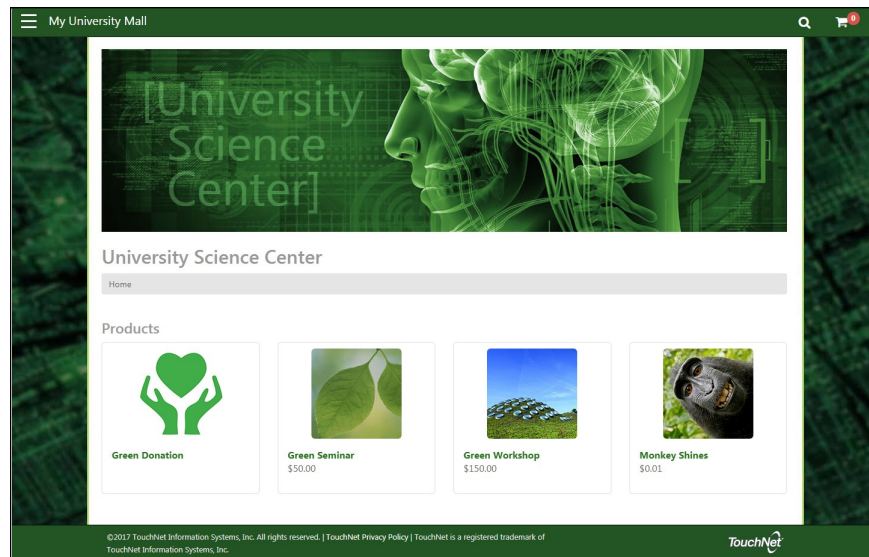 My University Mall
0
[University
Science
Center]
[ ]
University Science Center
Home
Products
Green Donation
Green Seminar
$50.00
Green Workshop
$150.00
Monkey Shines
$0.01
©2017 TouchNet Information Systems, Inc. All rights reserved. | TouchNet Privacy Policy | TouchNet is a registered trademark of
TouchNet Information Systems, Inc.
TouchNet